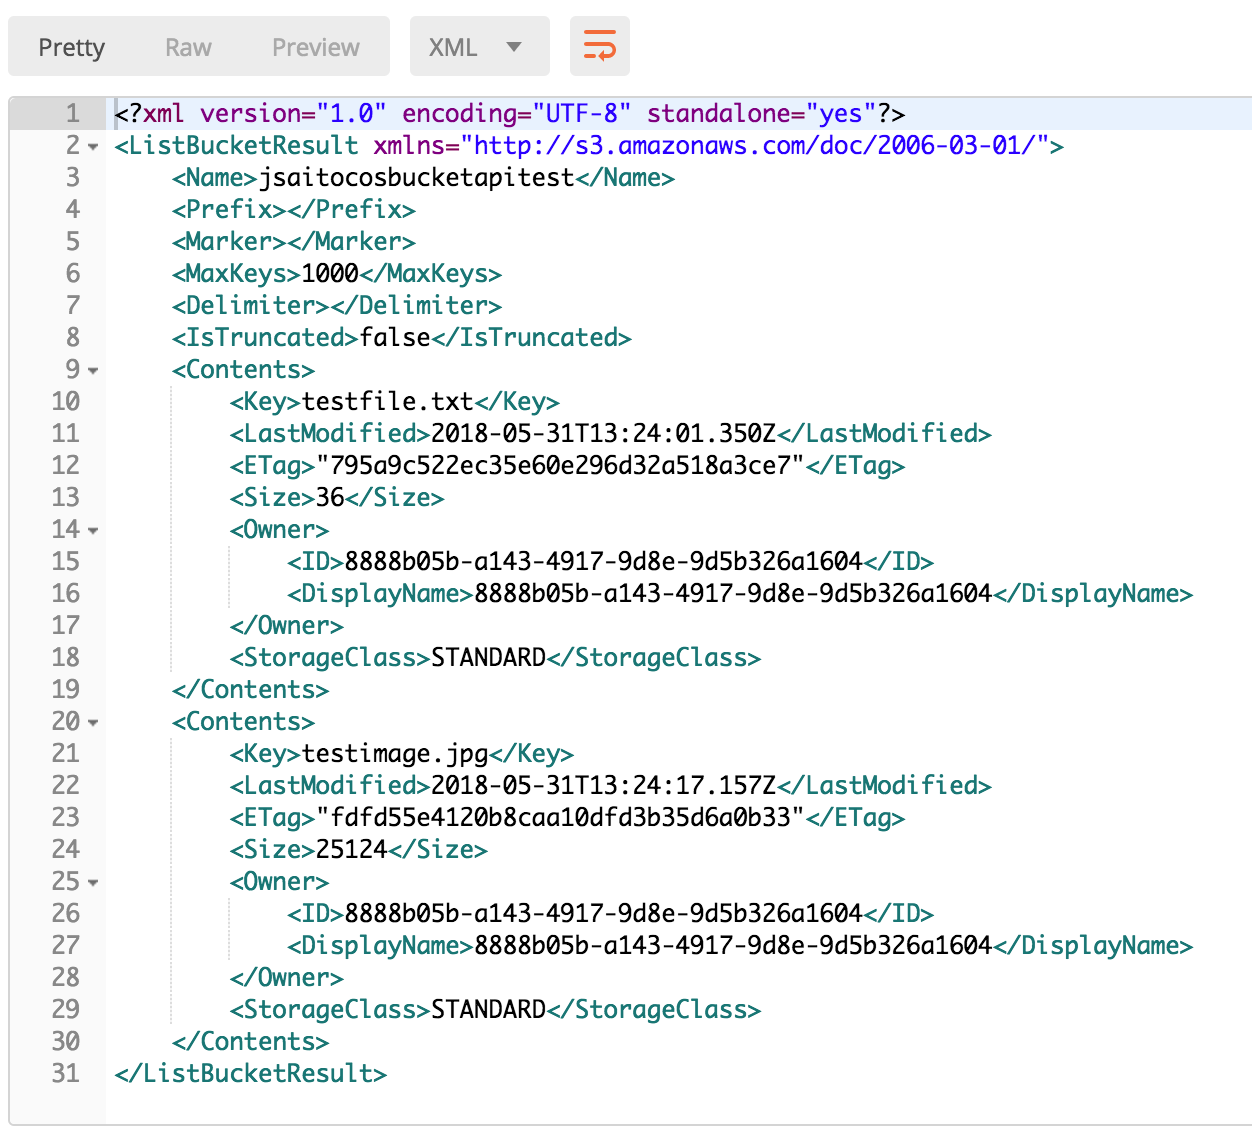 Pretty Raw Preview XML
1 <?xml version="1.0" encoding="UTF-8" standalone="yes"?>
2 <ListBucketResult xmlns="http://s3.amazonaws.com/doc/2006-03-01/">
3 <Name>jsaitocosbucketapitest</Name>
4 <Prefix></Prefix>
5 <Marker></Marker>
6 <MaxKeys>1000</MaxKeys>
7 <Delimiter></Delimiter>
8 <IsTruncated>false</IsTruncated>
9 <Contents>
10 <Key>testfile.txt</Key>
11 <LastModified>2018-05-31T13:24:01.350Z</LastModified>
12 <ETag>"795a9c522ec35e60e296d32a518a3ce7"</ETag>
13 <Size>36</Size>
14 <Owner>
15 <ID>8888b05b-a143-4917-9d8e-9d5b326a1604</ID>
16 <DisplayName>8888b05b-a143-4917-9d8e-9d5b326a1604</DisplayName>
17 </Owner>
18 <StorageClass>STANDARD</StorageClass>
19 </Contents>
20 <Contents>
21 <Key>testimage.jpg</Key>
22 <LastModified>2018-05-31T13:24:17.157Z</LastModified>
23 <ETag>"fdfd55e4120b8caa10dfd3b35d6a0b33"</ETag>
24 <Size>25124</Size>
25 <Owner>
26 <ID>8888b05b-a143-4917-9d8e-9d5b326a1604</ID>
27 <DisplayName>8888b05b-a143-4917-9d8e-9d5b326a1604</DisplayName>
28 </Owner>
29 <StorageClass>STANDARD</StorageClass>
30 </Contents>
31 </ListBucketResult>